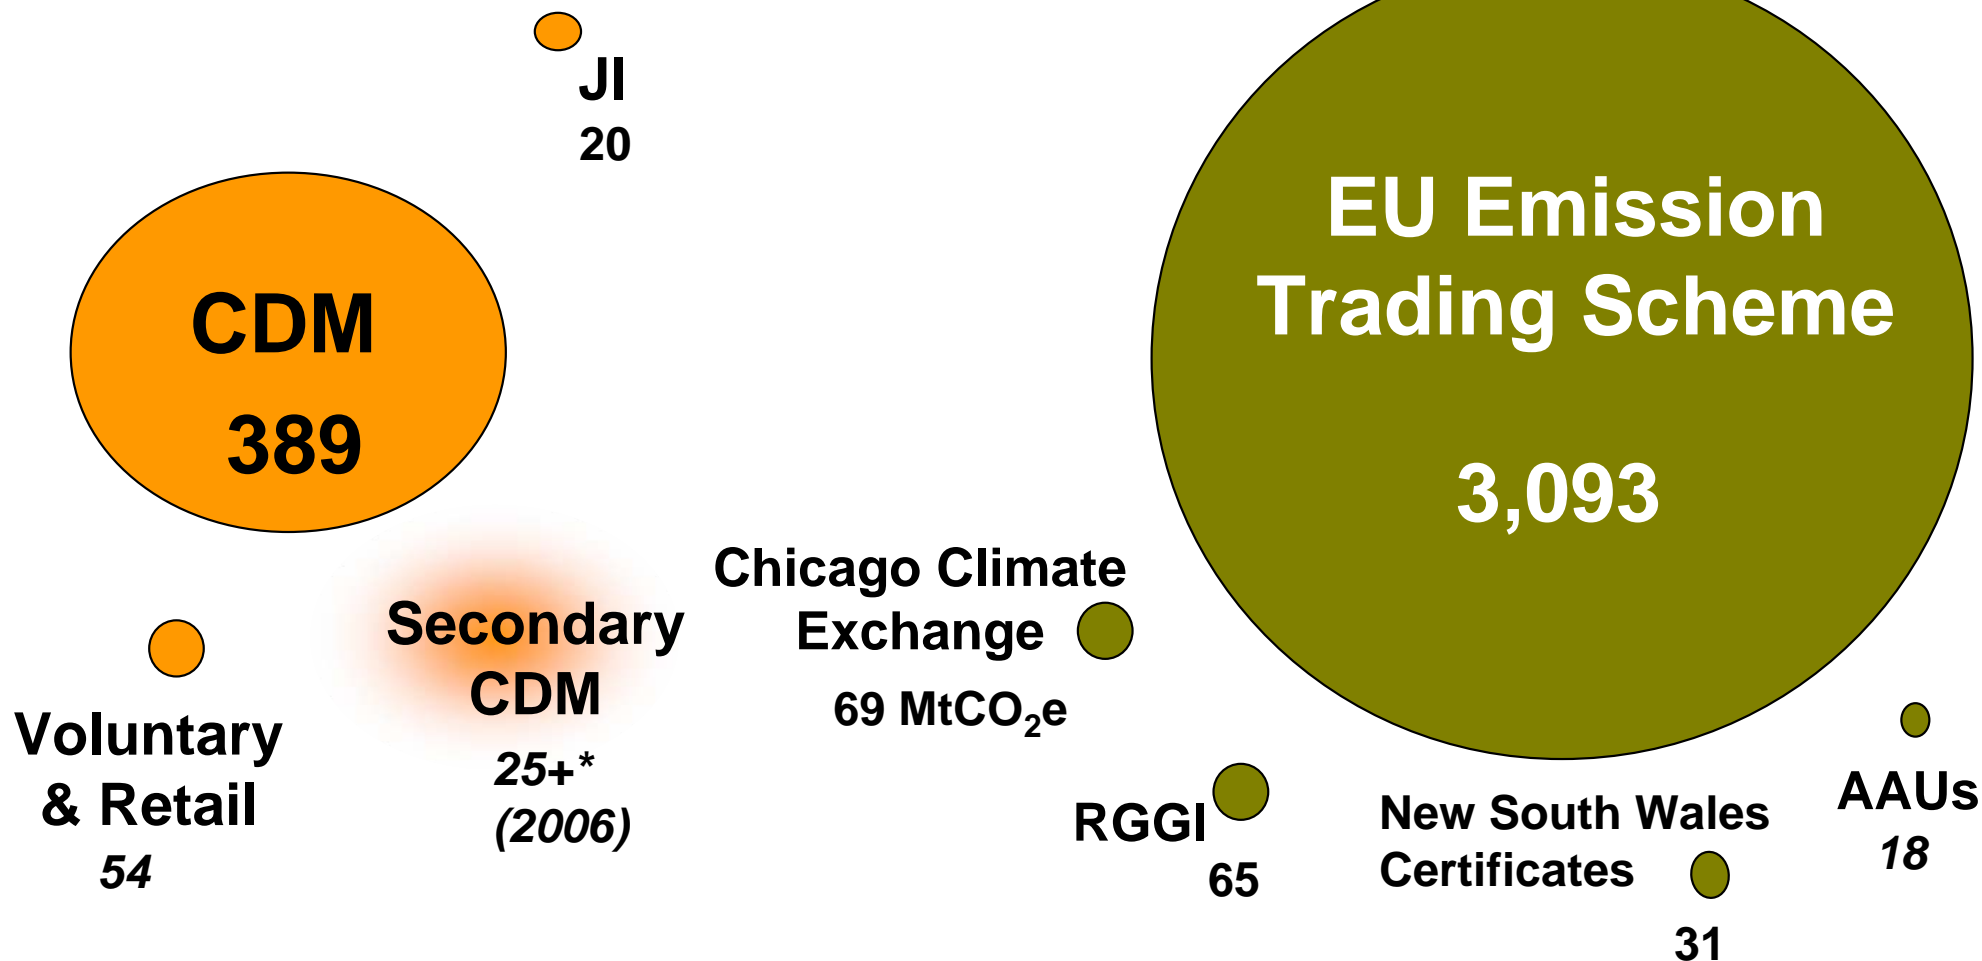 JI
20
CDM
389
EU Emission
Trading Scheme
3,093
Voluntary
& Retail
54
Secondary
CDM
25+*
(2006)
Chicago Climate
Exchange
69 MtCO₂e
RGGI
65
New South Wales
Certificates
31
AAUs
18